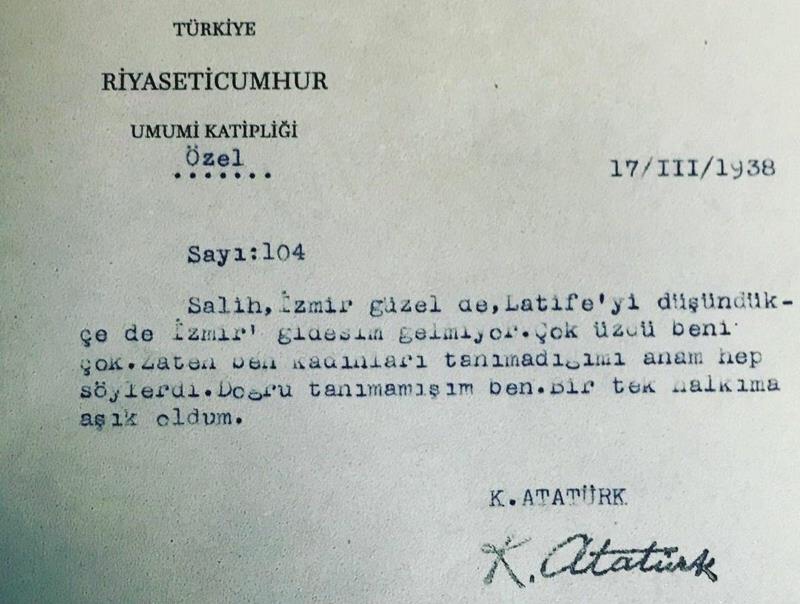 TÜRKİYE
RİYASETİCUMHUR
UMUMİ KATİPLİĞİ
Özel
.......
17/III/1938
Sayı:104
Salih, İzmir güzel de, Latife'yi düşündük-
çe de İzmir' gidesim gelmiyor. Çok üzdü beni
çok. Zaten ben kadınları tanımadığımı anam hep
söylerdi. Doğru tanımamışım ben. Bir tek halkıma
aşık oldum.
K. ATATÜRK
K. Atatürk